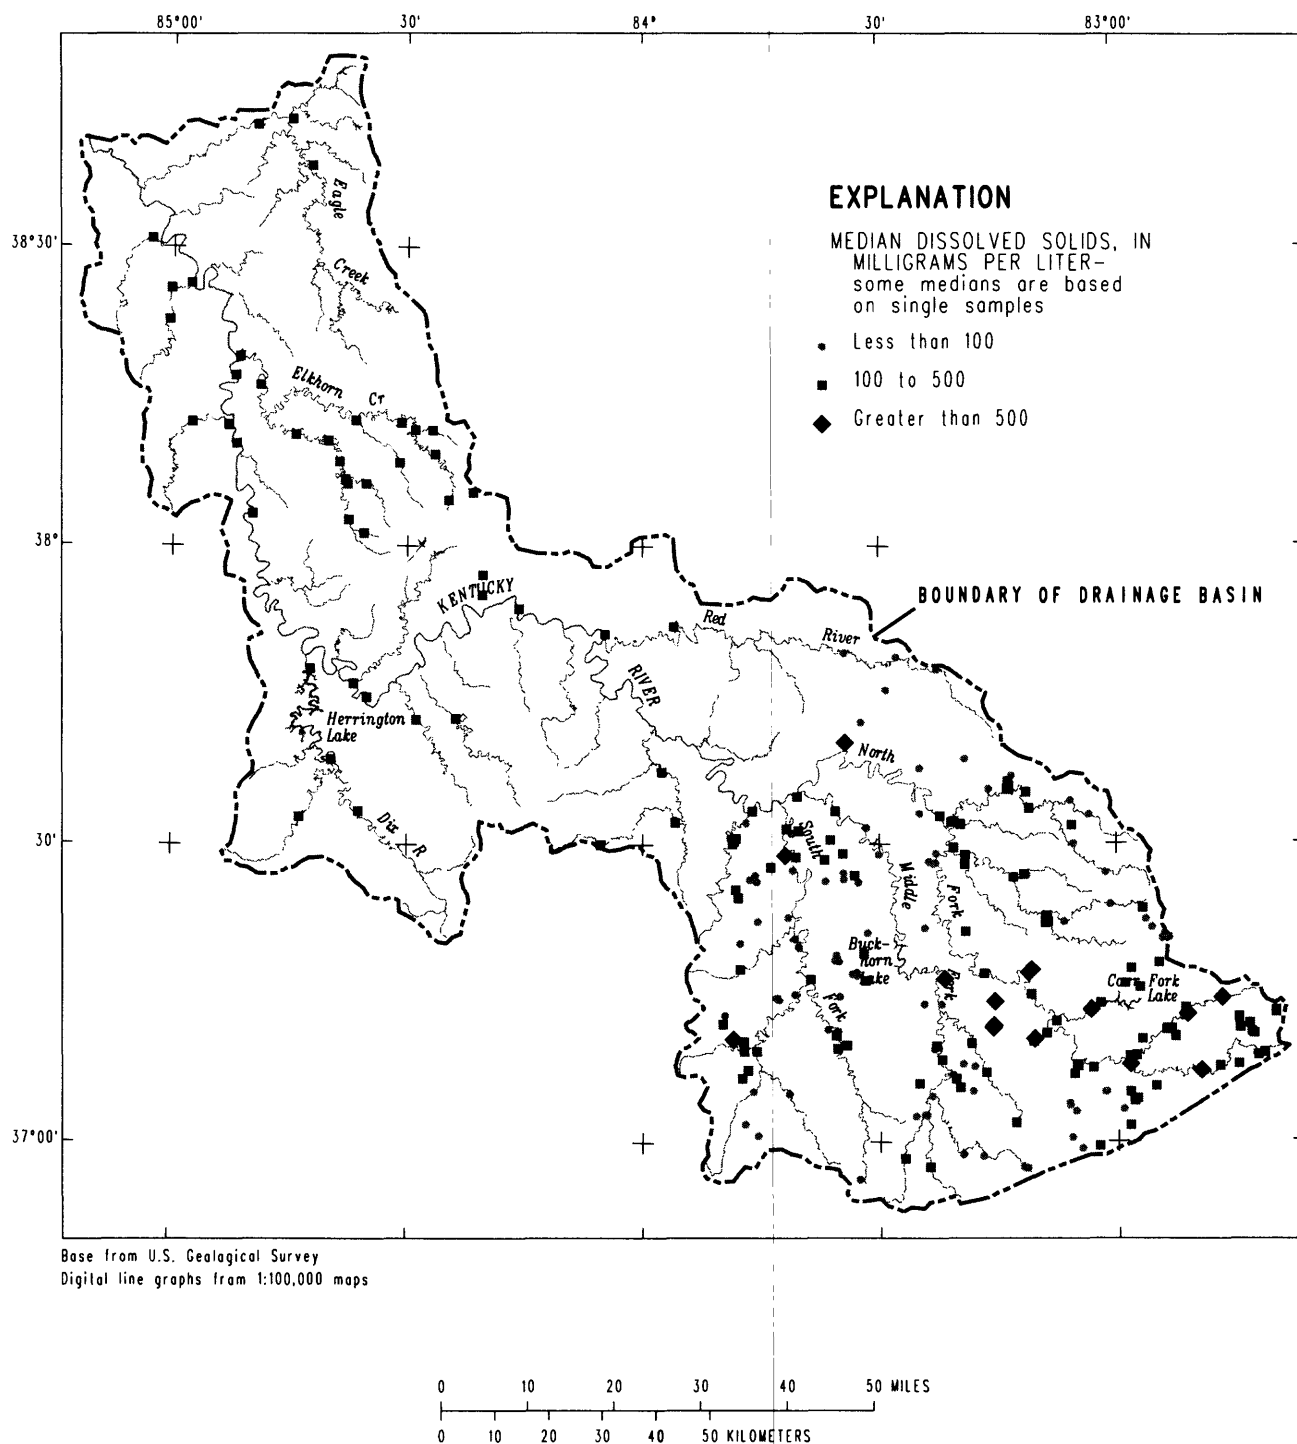 85°00' 30' 84° 30' 83°00'
EXPLANATION
MEDIAN DISSOLVED SOLIDS, IN
MILLIGRAMS PER LITER-
some medians are based
on single samples
Less than 100
100 to 500
Greater than 500
Eagle
38°30'
Creek
Elkhorn
Cr
38°
KENTUCKY
BOUNDARY OF DRAINAGE BASIN
Red
River
RIVER
Herrington
Lake
North
Dix
R
30'
South
Middle
Fork
Buck-
horn
Lake
Carr Fork
Lake
Fork
Fork
37°00'
Base from U.S. Gealagical Survey
Digital line graphs fram 1:100,000 maps
0 10 20 30 40 50 MILES
0 10 20 30 40 50 KILOMETERS